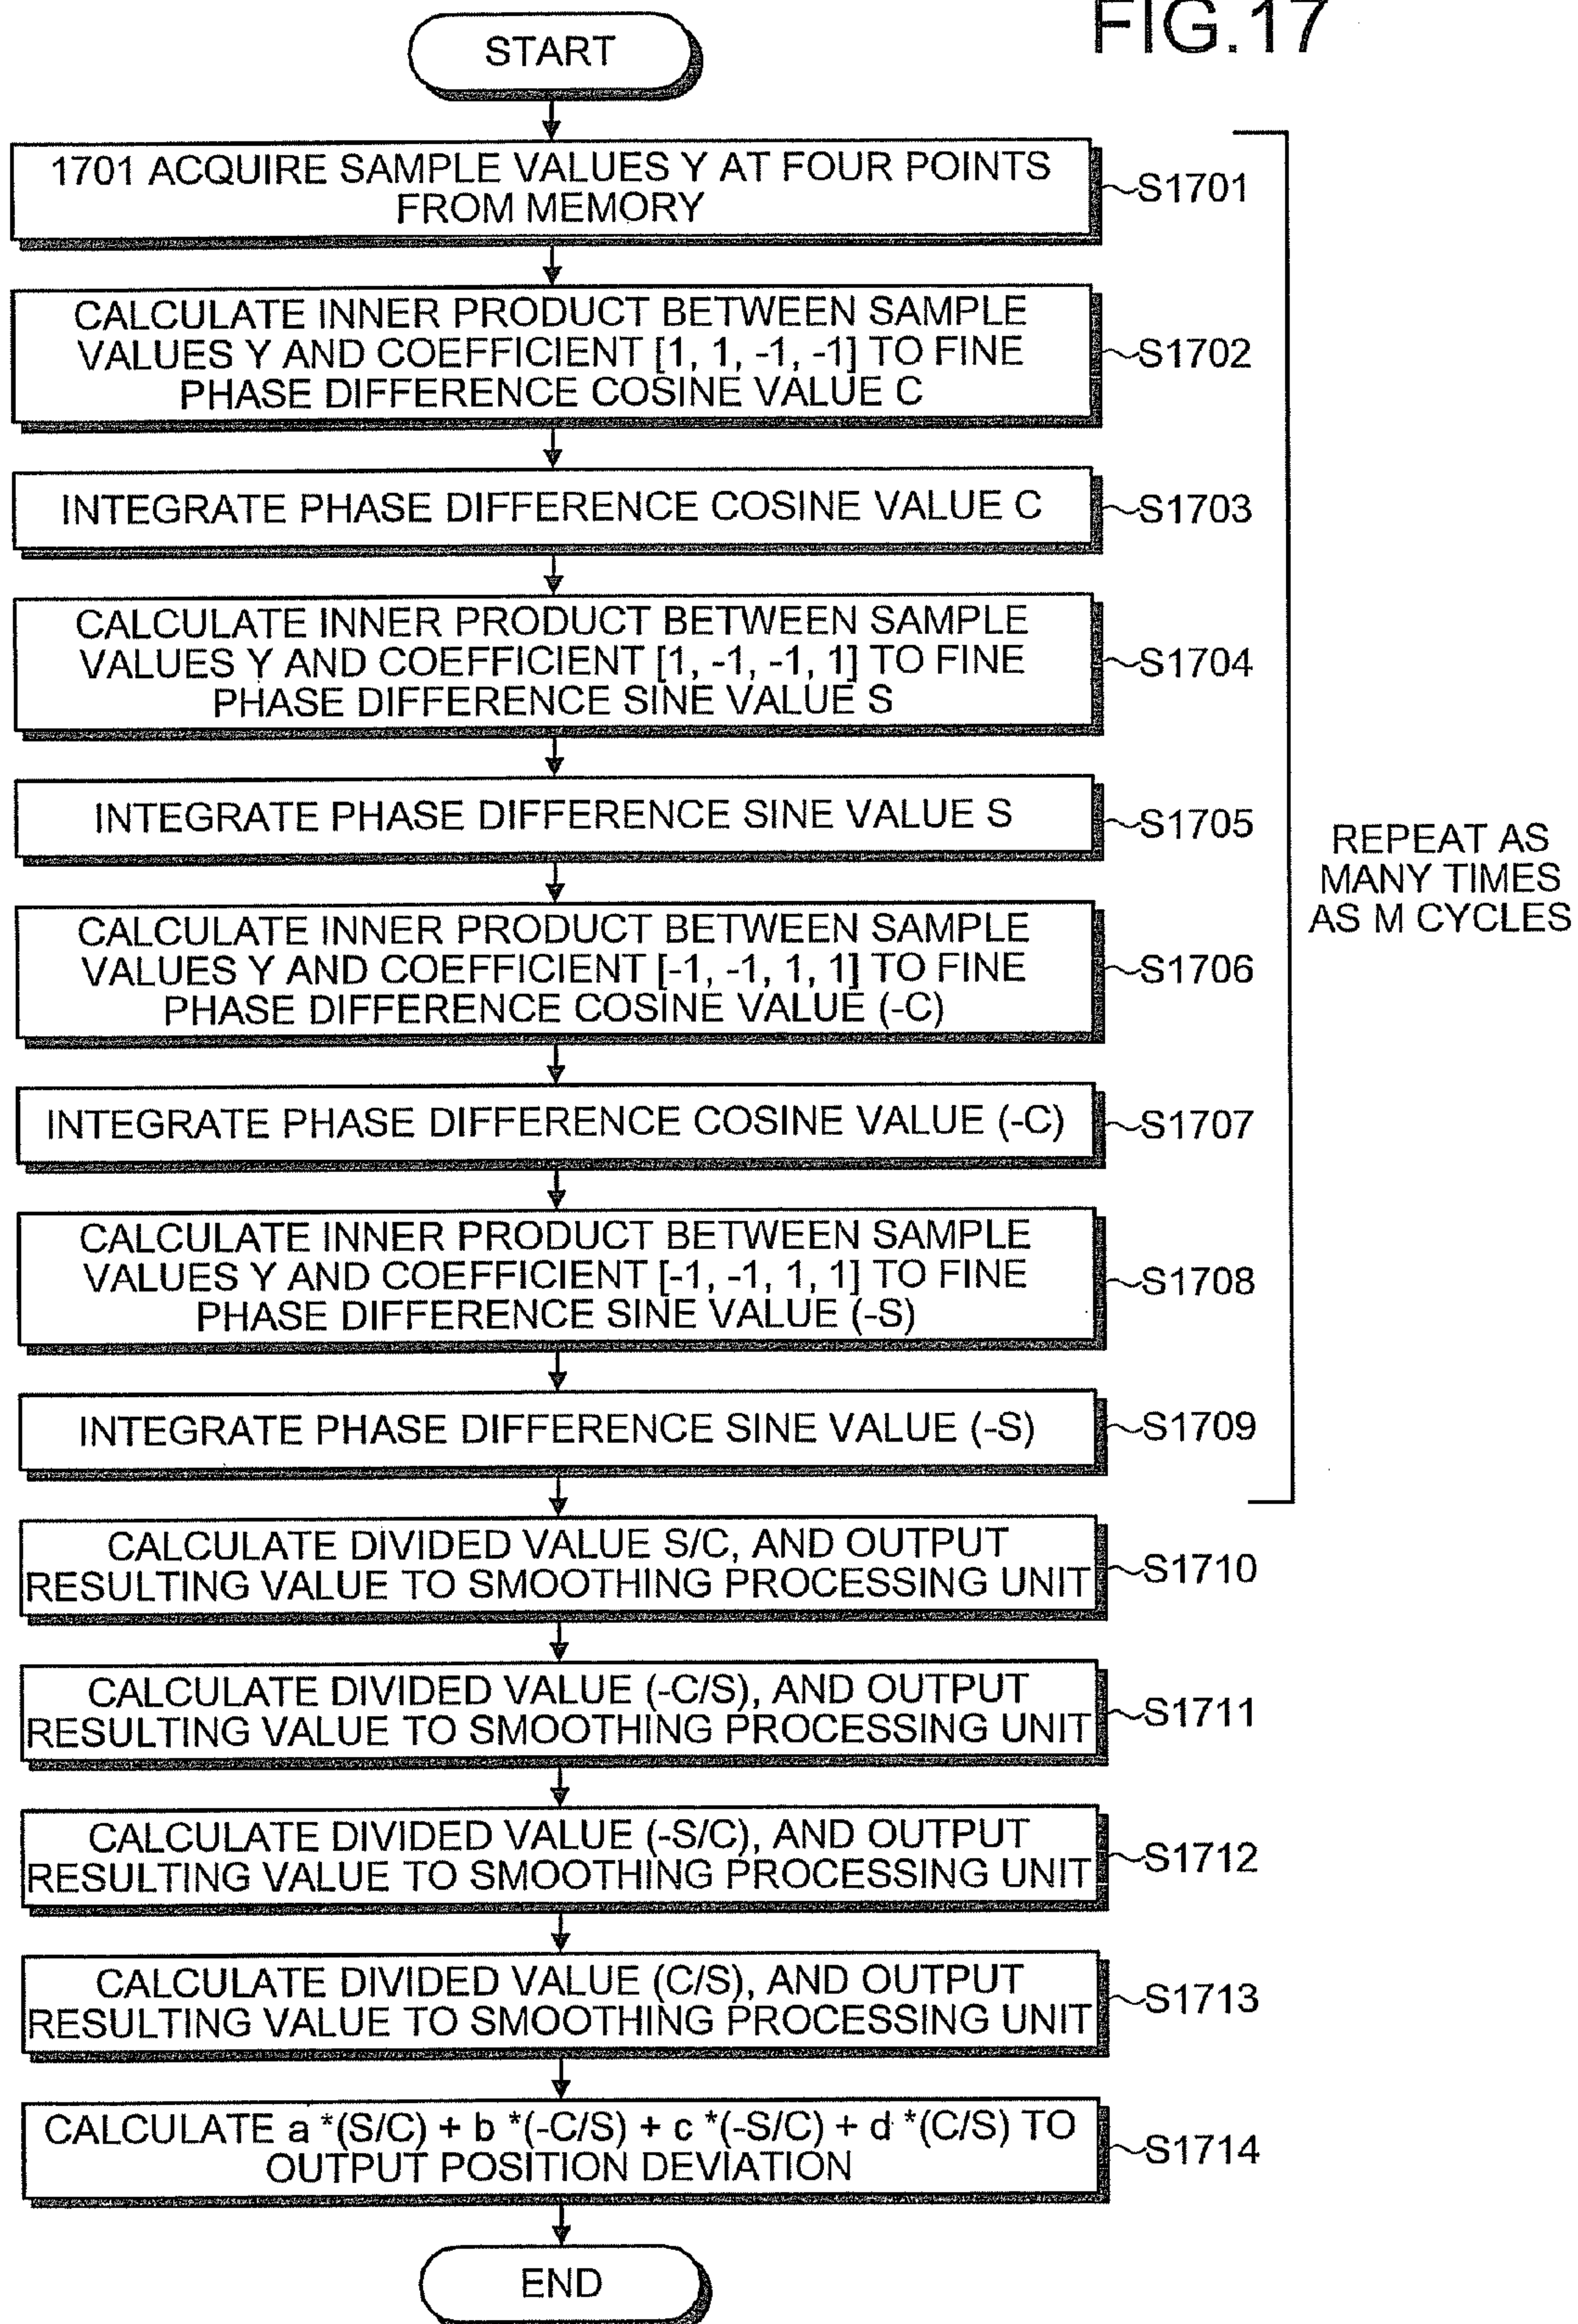 FIG.17
START
1701 ACQUIRE SAMPLE VALUES Y AT FOUR POINTS
FROM MEMORY
S1701
CALCULATE INNER PRODUCT BETWEEN SAMPLE
VALUES Y AND COEFFICIENT [1, 1, -1, -1] TO FINE
PHASE DIFFERENCE COSINE VALUE C
S1702
INTEGRATE PHASE DIFFERENCE COSINE VALUE C
S1703
CALCULATE INNER PRODUCT BETWEEN SAMPLE
VALUES Y AND COEFFICIENT [1, -1, -1, 1] TO FINE
PHASE DIFFERENCE SINE VALUE S
S1704
INTEGRATE PHASE DIFFERENCE SINE VALUE S
S1705
REPEAT AS
MANY TIMES
AS M CYCLES
CALCULATE INNER PRODUCT BETWEEN SAMPLE
VALUES Y AND COEFFICIENT [-1, -1, 1, 1] TO FINE
PHASE DIFFERENCE COSINE VALUE (-C)
S1706
INTEGRATE PHASE DIFFERENCE COSINE VALUE (-C)
S1707
CALCULATE INNER PRODUCT BETWEEN SAMPLE
VALUES Y AND COEFFICIENT [-1, -1, 1, 1] TO FINE
PHASE DIFFERENCE SINE VALUE (-S)
S1708
INTEGRATE PHASE DIFFERENCE SINE VALUE (-S)
S1709
CALCULATE DIVIDED VALUE S/C, AND OUTPUT
RESULTING VALUE TO SMOOTHING PROCESSING UNIT
S1710
CALCULATE DIVIDED VALUE (-C/S), AND OUTPUT
RESULTING VALUE TO SMOOTHING PROCESSING UNIT
S1711
CALCULATE DIVIDED VALUE (-S/C), AND OUTPUT
RESULTING VALUE TO SMOOTHING PROCESSING UNIT
S1712
CALCULATE DIVIDED VALUE (C/S), AND OUTPUT
RESULTING VALUE TO SMOOTHING PROCESSING UNIT
S1713
CALCULATE a *(S/C) + b *(-C/S) + c *(-S/C) + d *(C/S) TO
OUTPUT POSITION DEVIATION
S1714
END